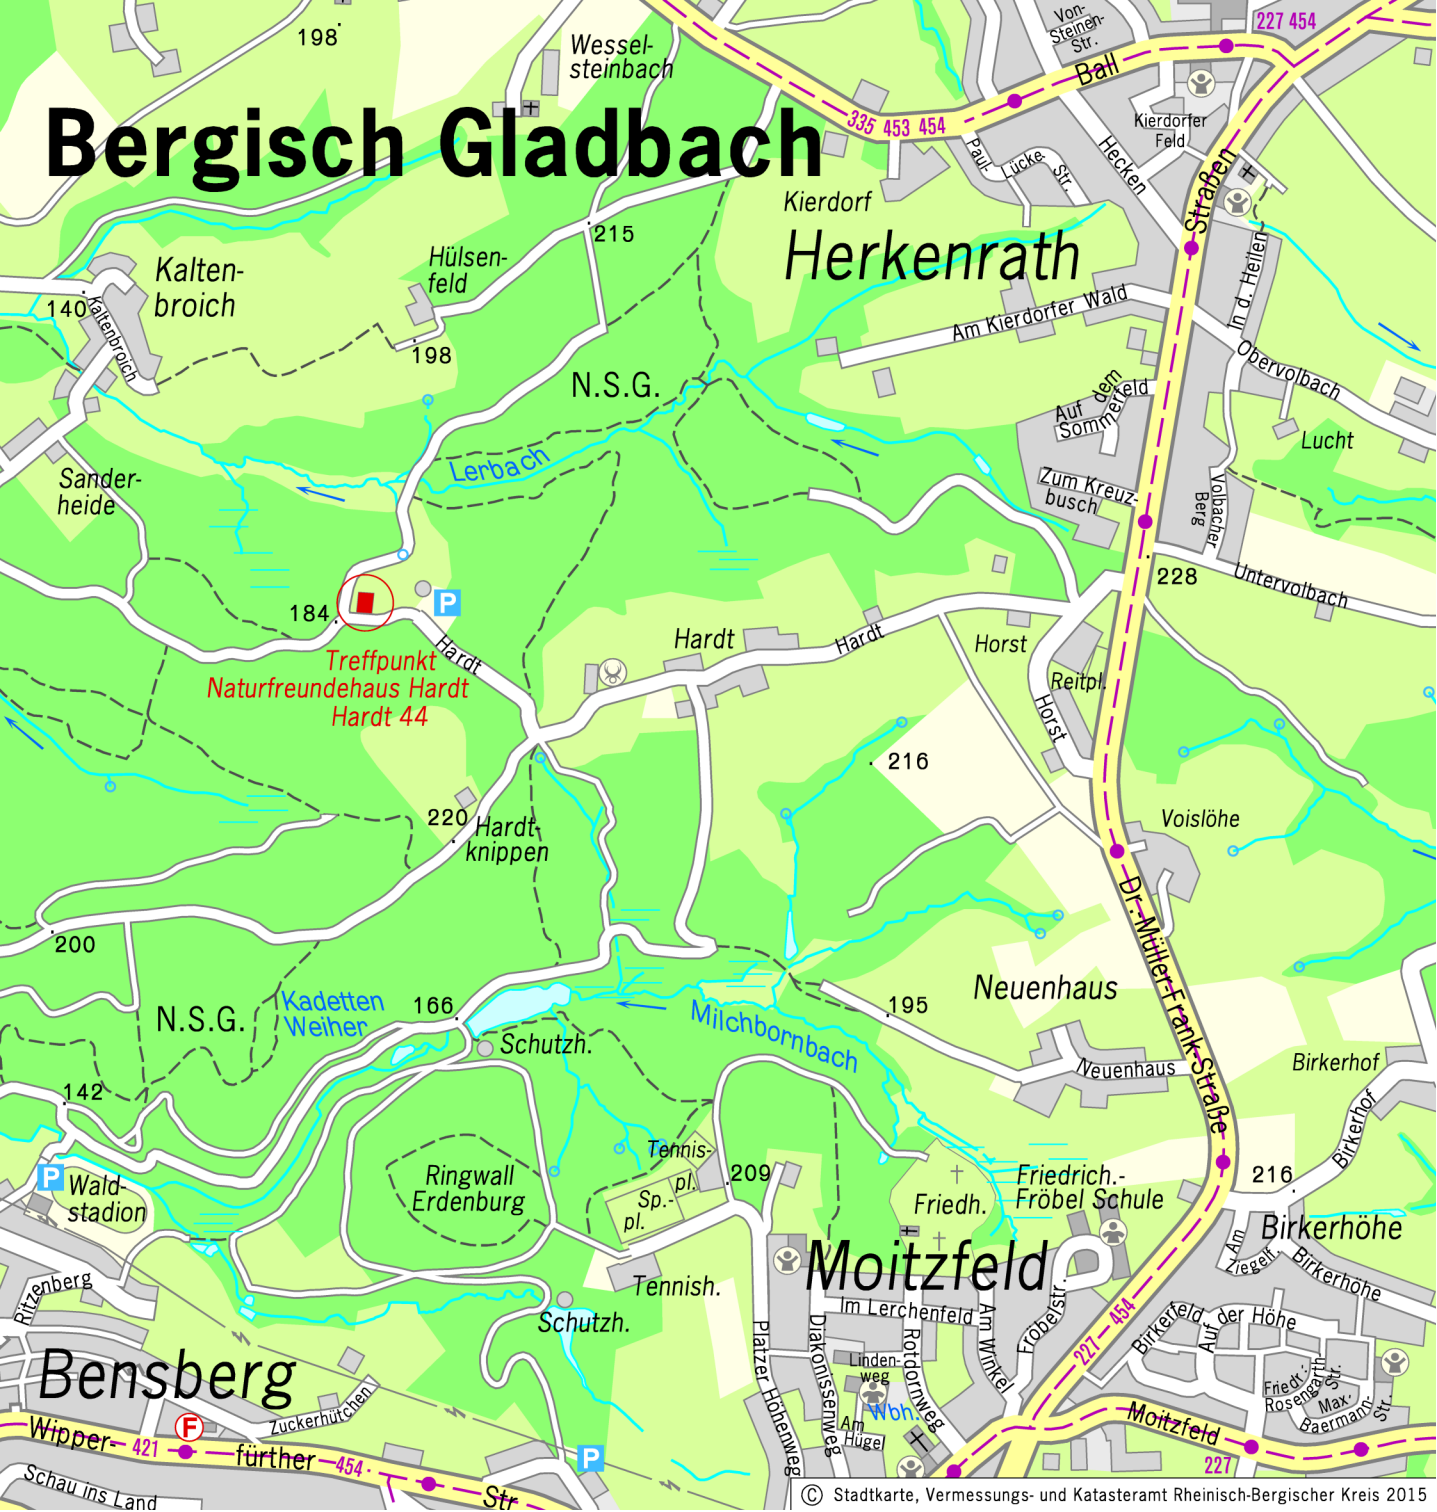 198
Wessel-
steinbach
Von-
Steinen-
Str.
227 454
Ball
Bergisch Gladbach
335 453 454
Kierdorfer
Feld
Hecken
Paul-
Lücke-
Str.
Straßen
Kierdorf
Herkenrath
215
Hülsen-
feld
Kalten-
broich
140
Kaltenbroich
198
In d. Heilen
Am Kierdorfer Wald
Obervolbach
N.S.G.
Auf dem
Sommerfeld
Lucht
Lerbach
Sander-
heide
Zum Kreuz-
busch
Volbacher
Berg
228
Untervolbach
184
P
Hardt
Treffpunkt
Naturfreundehaus Hardt
Hardt 44
Hardt
Hardt
Horst
Reitpl.
Horst
216
220
Hardt-
knippen
Voislöhe
Dr.-Müller-Frank-Straße
200
N.S.G.
Kadetten
Weiher
166
Schutzh.
Milchbornbach
195
Neuenhaus
Neuenhaus
Birkerhof
Birkerhof
142
P
Wald-
stadion
Ringwall
Erdenburg
Tennis-
pl.
Sp.-
pl.
209
Friedh.
Friedrich.-
Fröbel Schule
216
Birkerhöhe
Am
Ziegelf.
Birkerhöhe
Moitzfeld
Tennish.
Schutzh.
Ritzenberg
Im Lerchenfeld
Am Winkel
Fröbelstr.
227 454
Birkerfeld
Auf der Höhe
Bensberg
Platzer Höhenweg
Diakonissenweg
Linden-
weg
Rotdornweg
Wbh.
Am
Hügel
Friedr.-
Rosengarth-
Str.
Max.
Baermann-
Str.
Zuckerhütchen
F
Wipper-
421
fürther
454
Str
P
Moitzfeld
227
Schau ins Land
© Stadtkarte, Vermessungs- und Katasteramt Rheinisch-Bergischer Kreis 2015